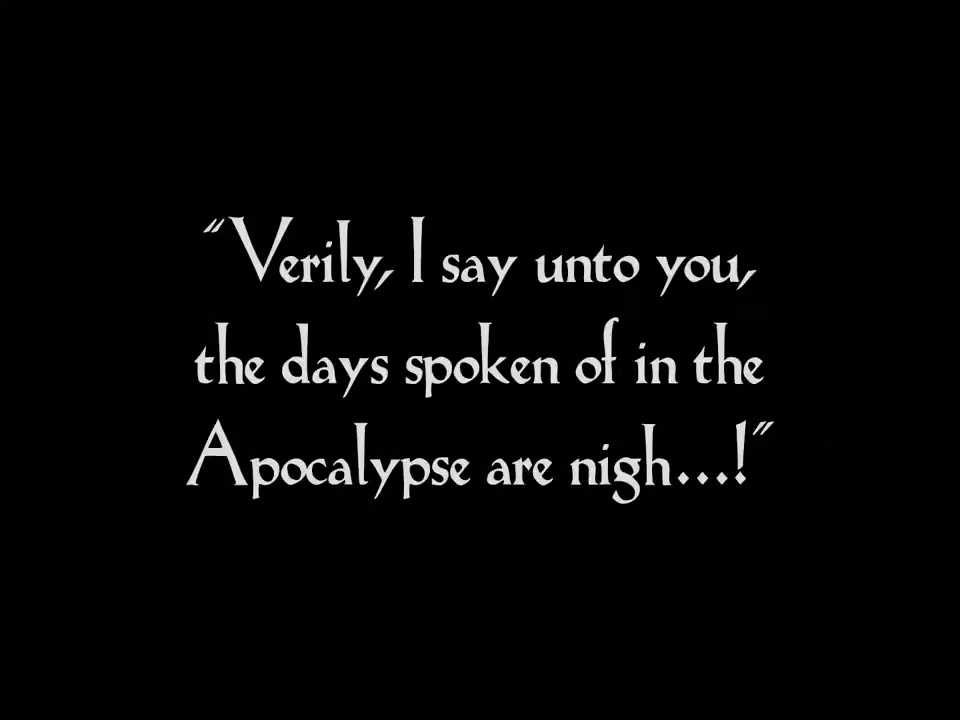 “Verily, I say unto you,
the days spoken of in the
Apocalypse are nigh...!”